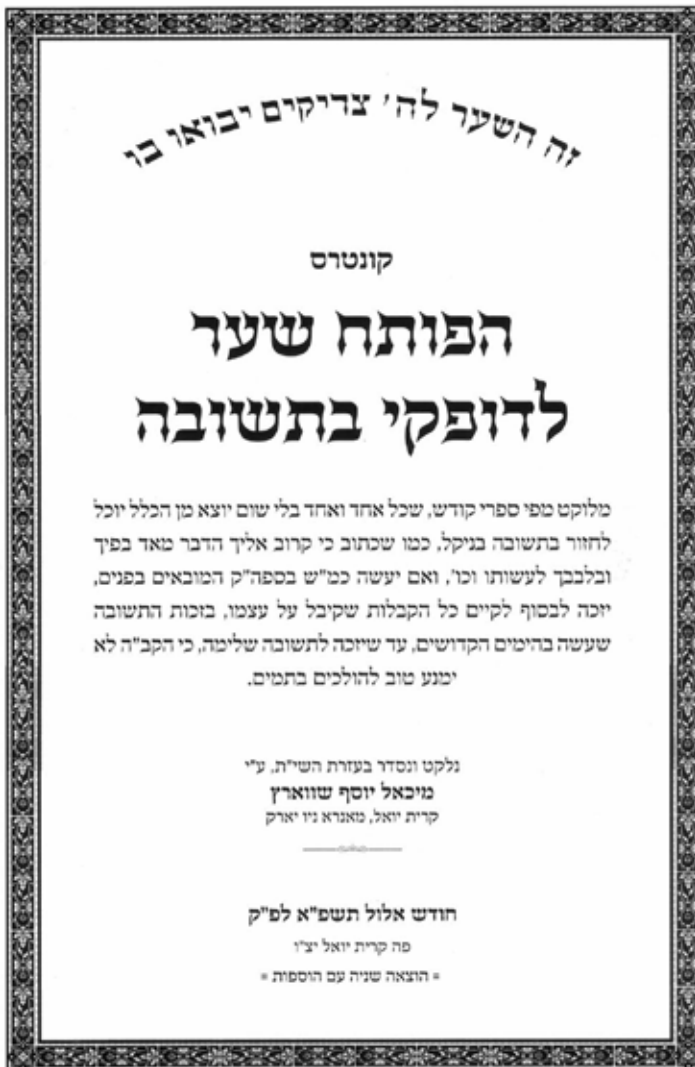 זה השער לה׳ צדיקים יבואו בו
קונטרס
הפותח שער
לדופקי בתשובה
מלוקט מפי ספרי קודש, שכל אחד ואחד בלי שום יוצא מן הכלל יוכל
לחזור בתשובה בניקל, כמו שכתוב כי קרוב אליך הדבר מאד בפיך
ובלבבך לעשותו וכו׳, ואם יעשה כמ״ש בספה״ק המובאים בפנים,
יזכה לבסוף לקיים כל הקבלות שקיבל על עצמו, בזכות התשובה
שעשה בהימים הקדושים, עד שיזכה לתשובה שלימה, כי הקב״ה לא
ימנע טוב להולכים בתמים.
נלקט ונסדר בעזרת השי״ת, ע״י
מיכאל יוסף שווארץ
קרית יואל, מאנרא ניו יארק
חודש אלול תשפ״א לפ״ק
פה קרית יואל יצ״ו
= הוצאה שניה עם הוספות =